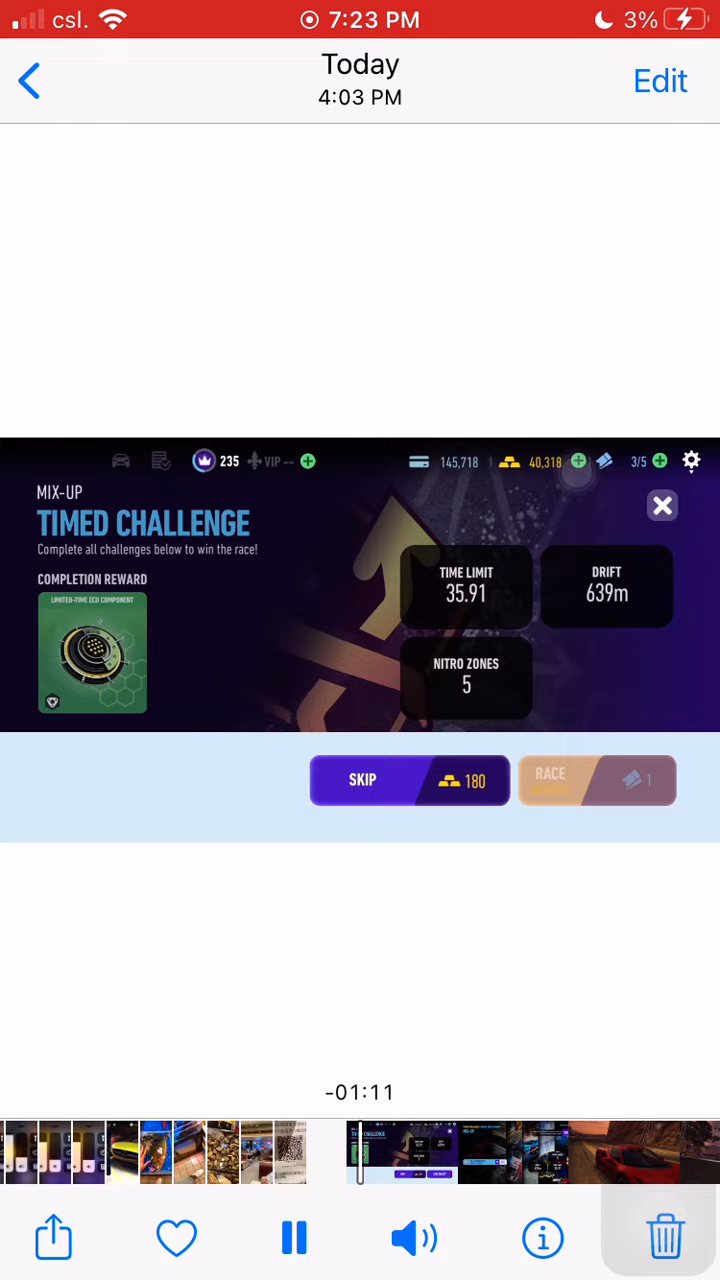 csl.
7:23 PM
3%
Today
4:03 PM
Edit
235
VIP --
145,718
40,318
3/5
MIX-UP
TIMED CHALLENGE
Complete all challenges below to win the race!
COMPLETION REWARD
LIMITED-TIME ECU COMPONENT
TIME LIMIT
35.91
DRIFT
639m
NITRO ZONES
5
SKIP
180
RACE
1
-01:11